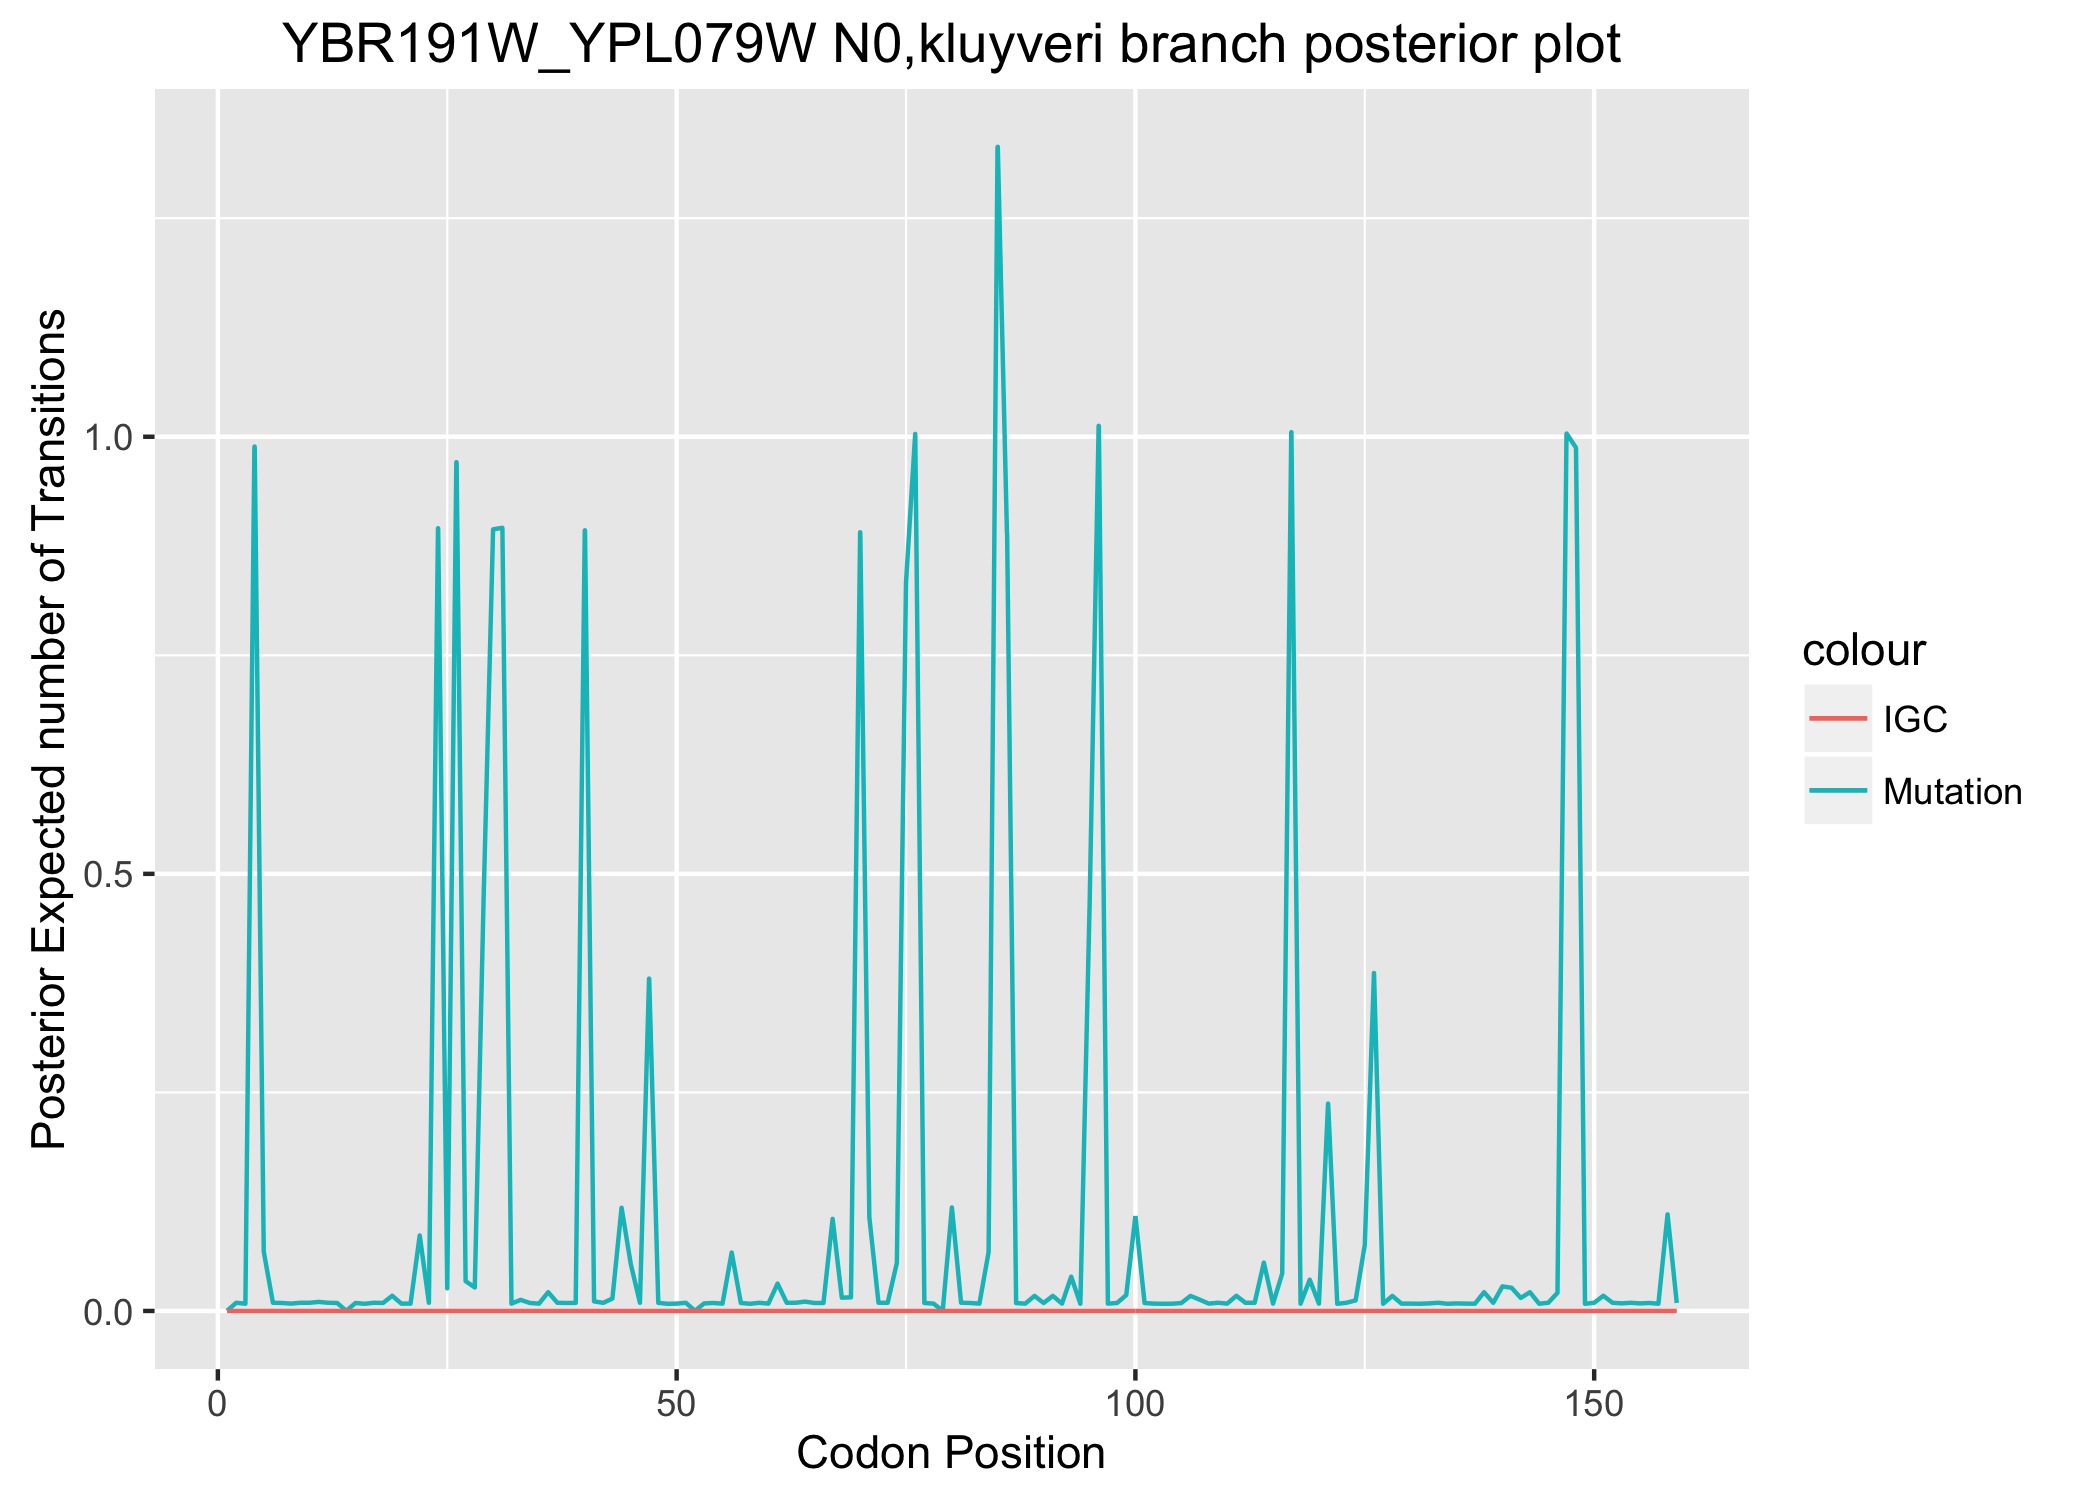 YBR191W_YPL079W N0,kluyveri branch posterior plot
Posterior Expected number of Transitions
1.0
0.5
0.0
0
50
100
150
Codon Position
colour
IGC
Mutation